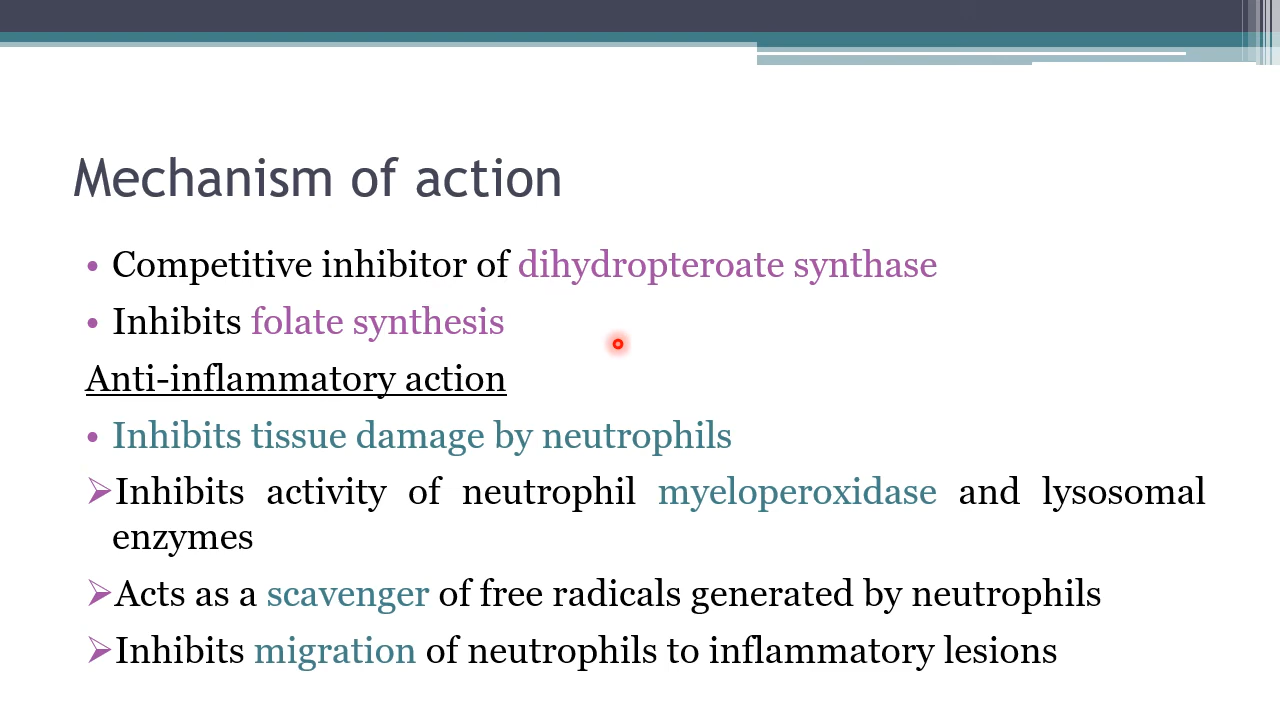 Mechanism of action
• Competitive inhibitor of dihydropteroate synthase
• Inhibits folate synthesis
Anti-inflammatory action
• Inhibits tissue damage by neutrophils
➢Inhibits activity of neutrophil myeloperoxidase and lysosomal
enzymes
➢Acts as a scavenger of free radicals generated by neutrophils
➢Inhibits migration of neutrophils to inflammatory lesions